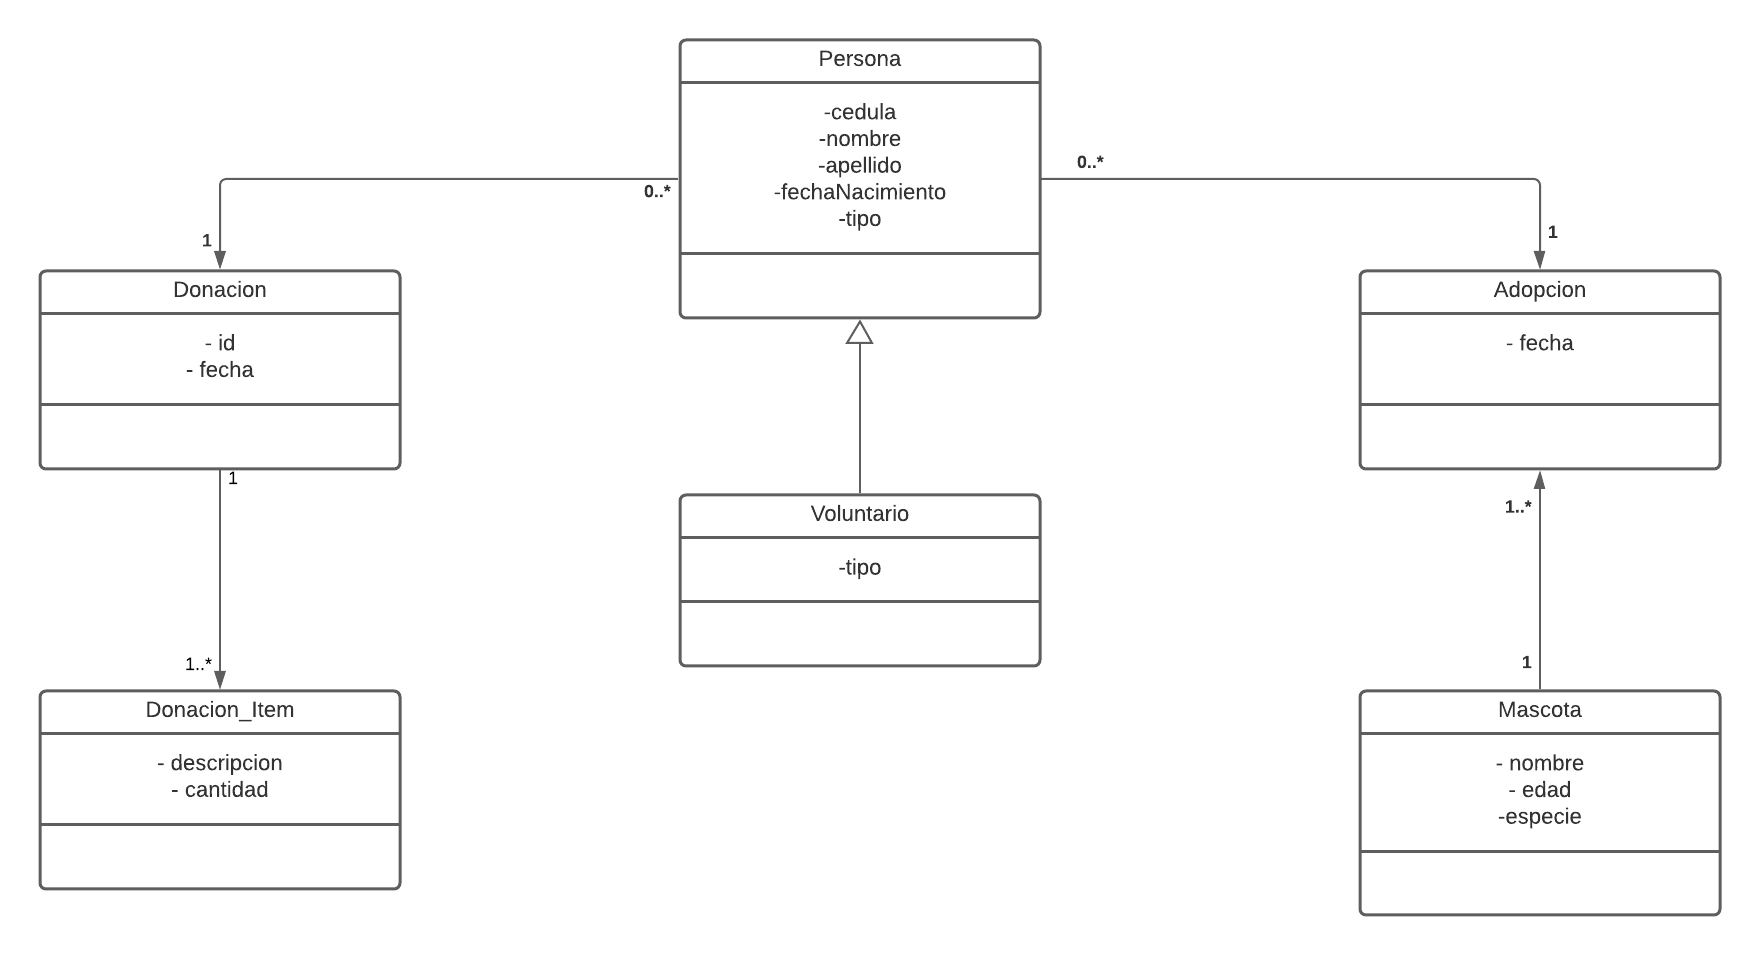 Persona
-cedula
-nombre
-apellido
-fechaNacimiento
-tipo
0..*
0..*
1
1
Donacion
- id
- fecha
Adopcion
- fecha
1
1..*
Voluntario
-tipo
1..*
1
Donacion_Item
- descripcion
- cantidad
Mascota
- nombre
- edad
-especie